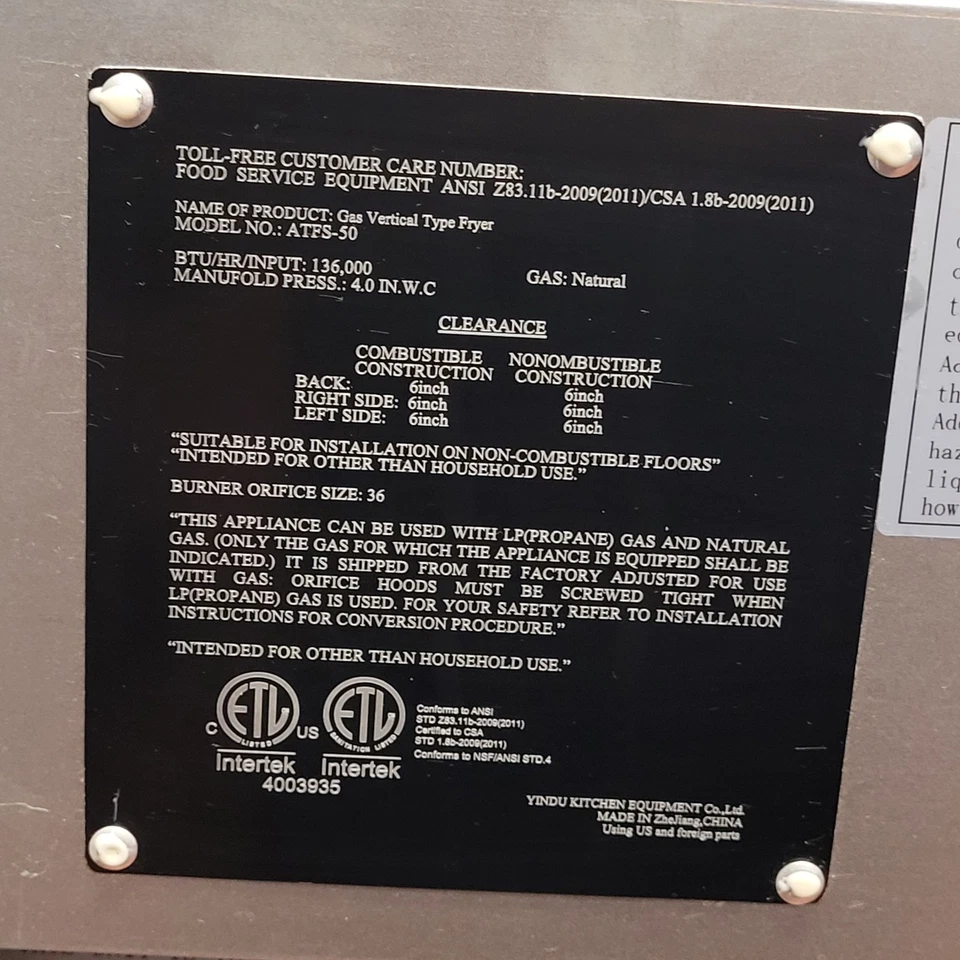 TOLL-FREE CUSTOMER CARE NUMBER:
FOOD SERVICE EQUIPMENT ANSI Z83.11b-2009(2011)/CSA 1.8b-2009(2011)
NAME OF PRODUCT: Gas Vertical Type Fryer
MODEL NO.: ATFS-50
BTU/HR/INPUT: 136,000
MANUFOLD PRESS.: 4.0 IN.W.C
GAS: Natural
CLEARANCE
COMBUSTIBLE NONOMBUSTIBLE
CONSTRUCTION CONSTRUCTION
BACK: 6inch 6inch
RIGHT SIDE: 6inch 6inch
LEFT SIDE: 6inch 6inch
“SUITABLE FOR INSTALLATION ON NON-COMBUSTIBLE FLOORS”
“INTENDED FOR OTHER THAN HOUSEHOLD USE.”
BURNER ORIFICE SIZE: 36
“THIS APPLIANCE CAN BE USED WITH LP(PROPANE) GAS AND NATURAL
GAS. (ONLY THE GAS FOR WHICH THE APPLIANCE IS EQUIPPED SHALL BE
INDICATED.) IT IS SHIPPED FROM THE FACTORY ADJUSTED FOR USE
WITH GAS: ORIFICE HOODS MUST BE SCREWED TIGHT WHEN
LP(PROPANE) GAS IS USED. FOR YOUR SAFETY REFER TO INSTALLATION
INSTRUCTIONS FOR CONVERSION PROCEDURE.”
“INTENDED FOR OTHER THAN HOUSEHOLD USE.”
C ETL LISTED US
Intertek
4003935
ETL SANITATION LISTED
Intertek
Conforms to ANSI
STD Z83.11b-2009(2011)
Certified to CSA
STD 1.8b-2009(2011)
Conforms to NSF/ANSI STD.4
YINDU KITCHEN EQUIPMENT Co.,Ltd.
MADE IN ZheJiang,CHINA
Using US and foreign parts